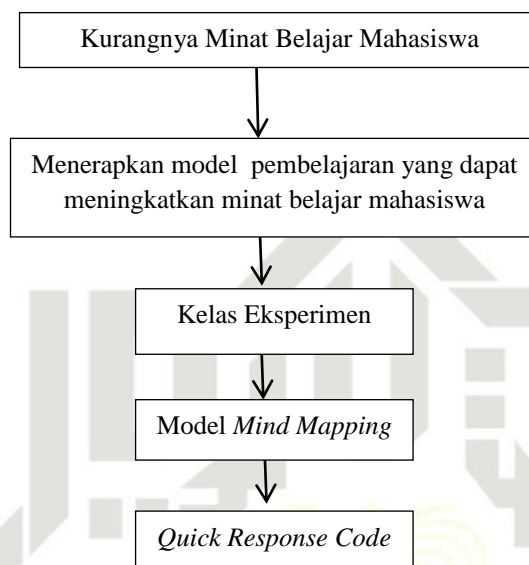 Kurangnya Minat Belajar Mahasiswa
Menerapkan model pembelajaran yang dapat
meningkatkan minat belajar mahasiswa
Kelas Eksperimen
Model Mind Mapping
Quick Response Code